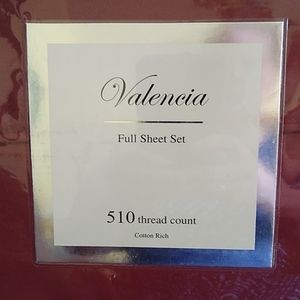 Valencia
Full Sheet Set
510 thread count
Cotton Rich